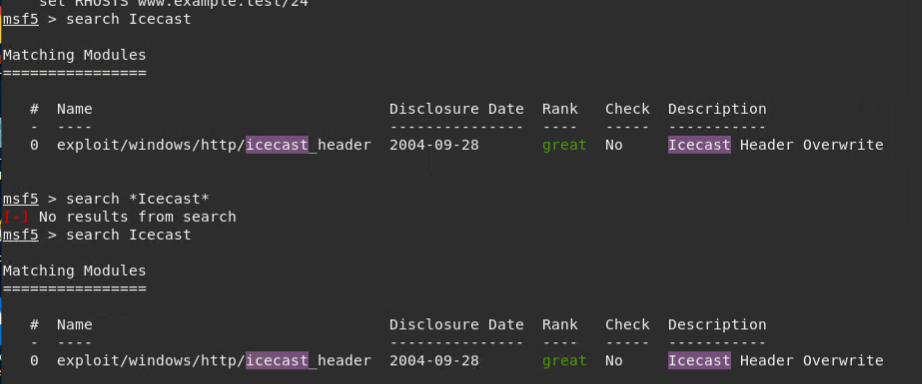 set RHOSTS www.example.test/24
msf5 > search Icecast
Matching Modules
================
#  Name                                 Disclosure Date  Rank   Check  Description
-  ----                                 ---------------  ----   -----  -----------
0  exploit/windows/http/icecast_header  2004-09-28       great  No     Icecast Header Overwrite
msf5 > search *Icecast*
[-] No results from search
msf5 > search Icecast
Matching Modules
================
#  Name                                 Disclosure Date  Rank   Check  Description
-  ----                                 ---------------  ----   -----  -----------
0  exploit/windows/http/icecast_header  2004-09-28       great  No     Icecast Header Overwrite